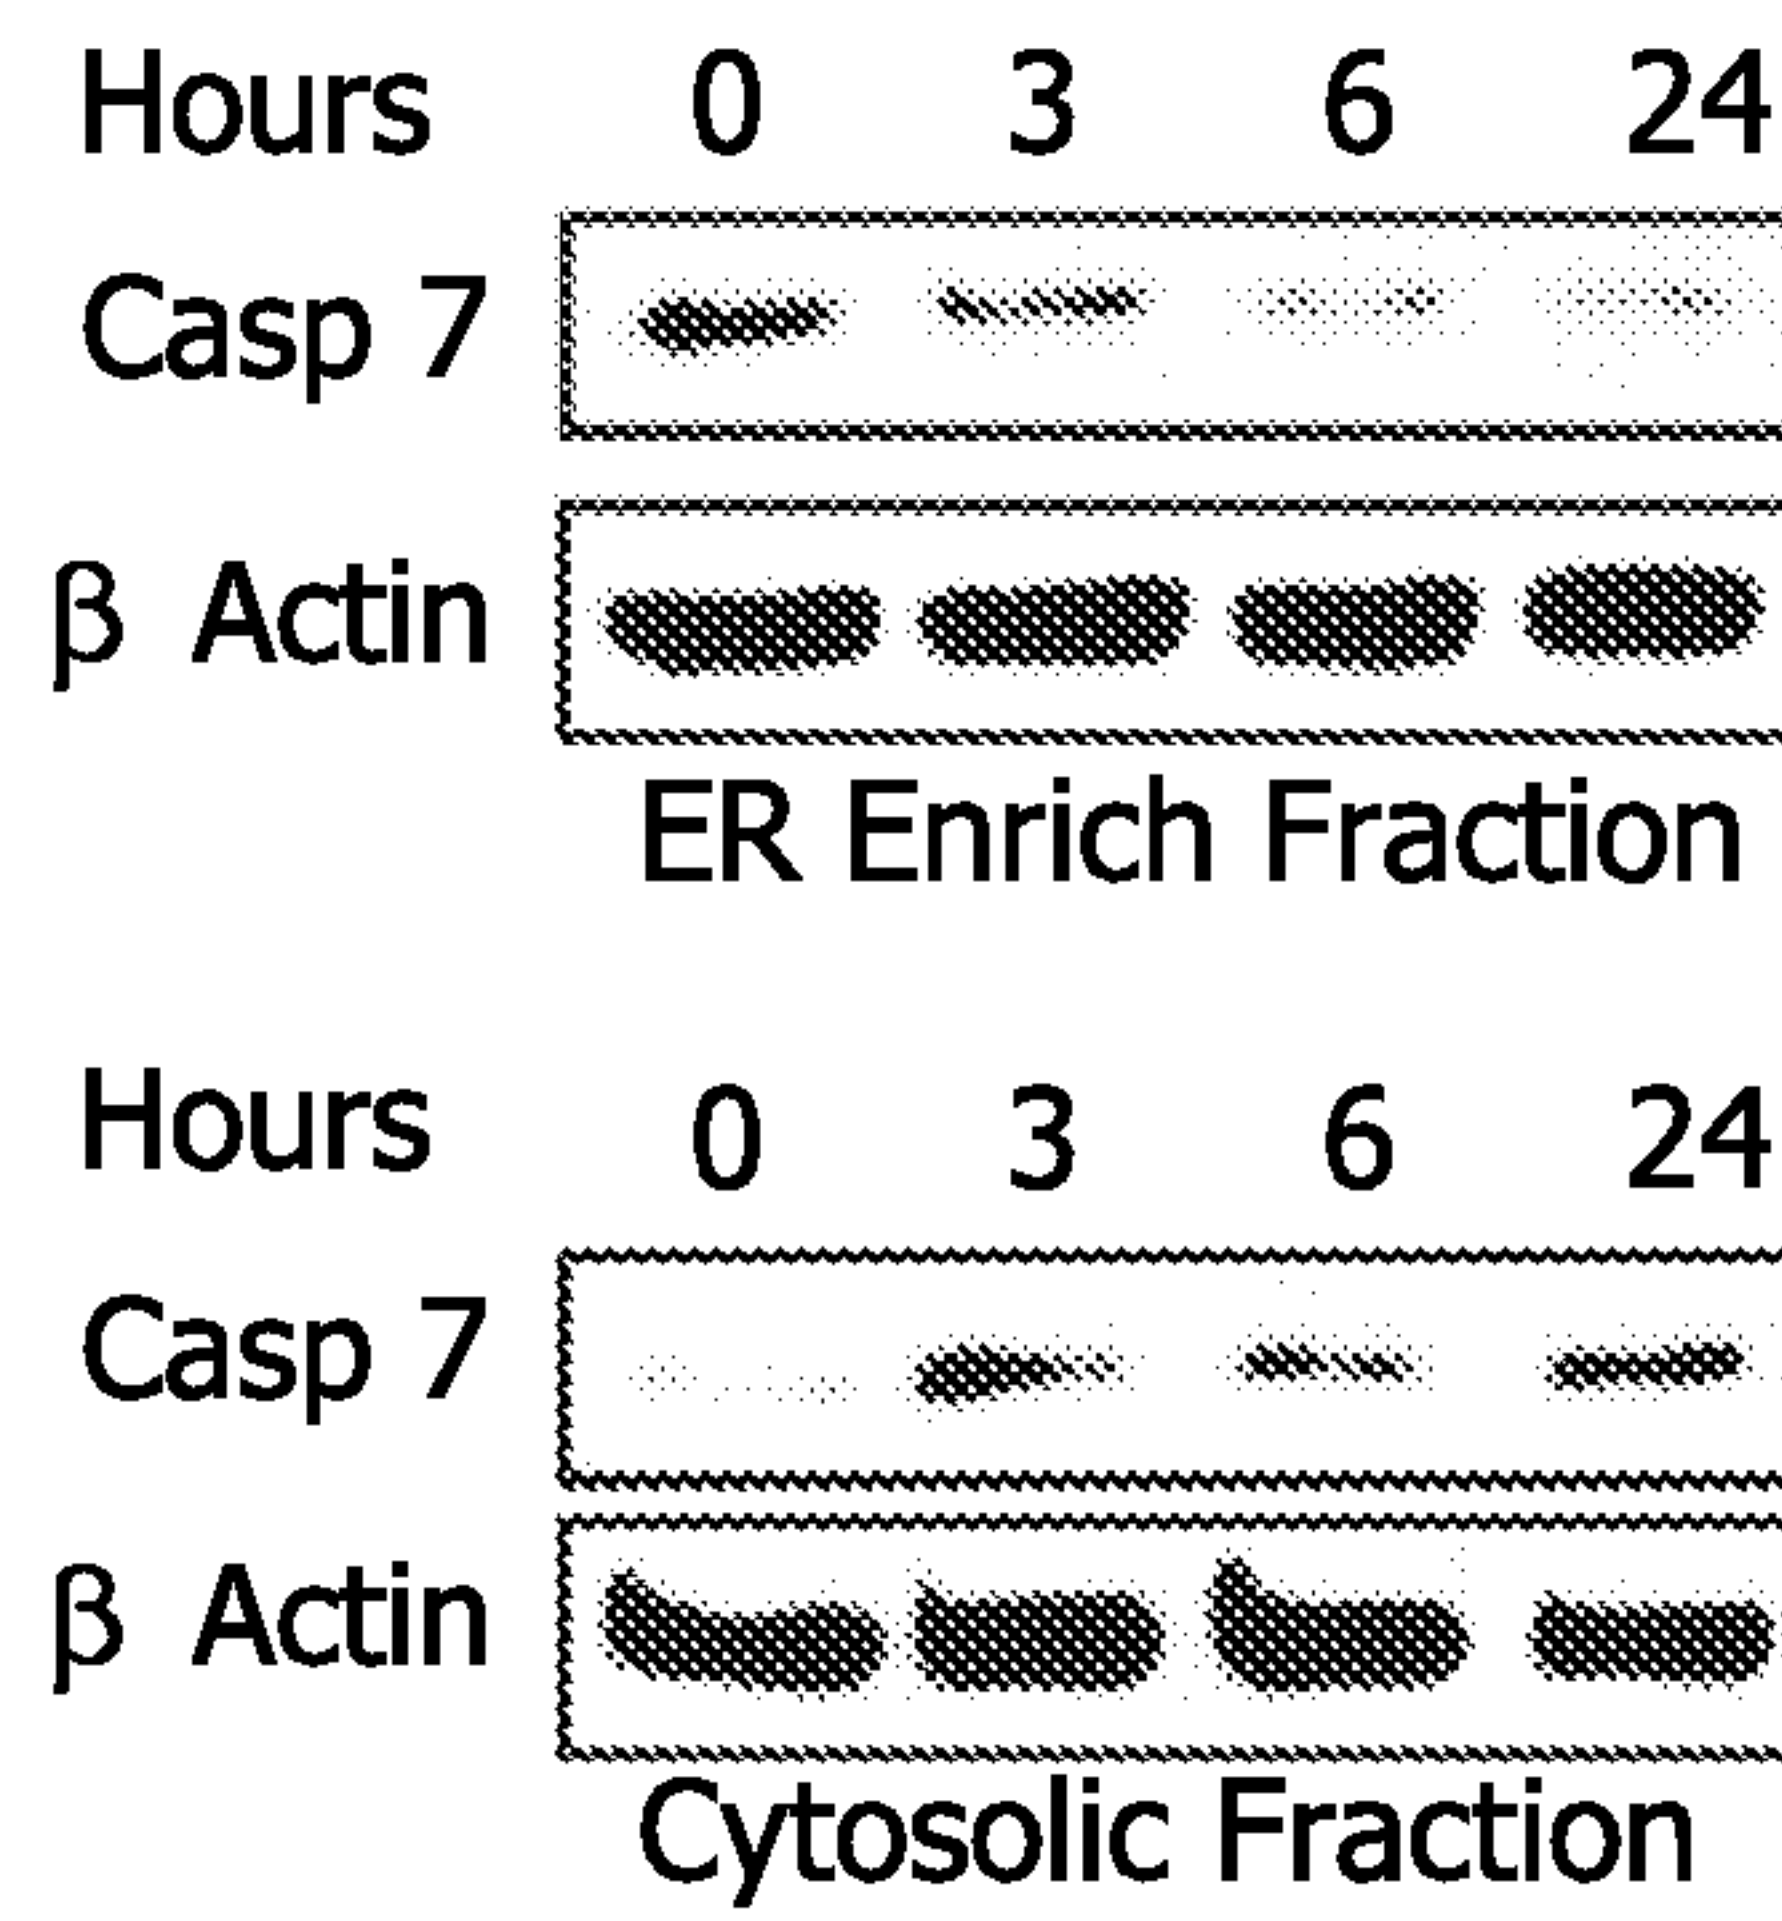 Hours 0 3 6 24
Casp 7
β Actin
ER Enrich Fraction
Hours 0 3 6 24
Casp 7
β Actin
Cytosolic Fraction